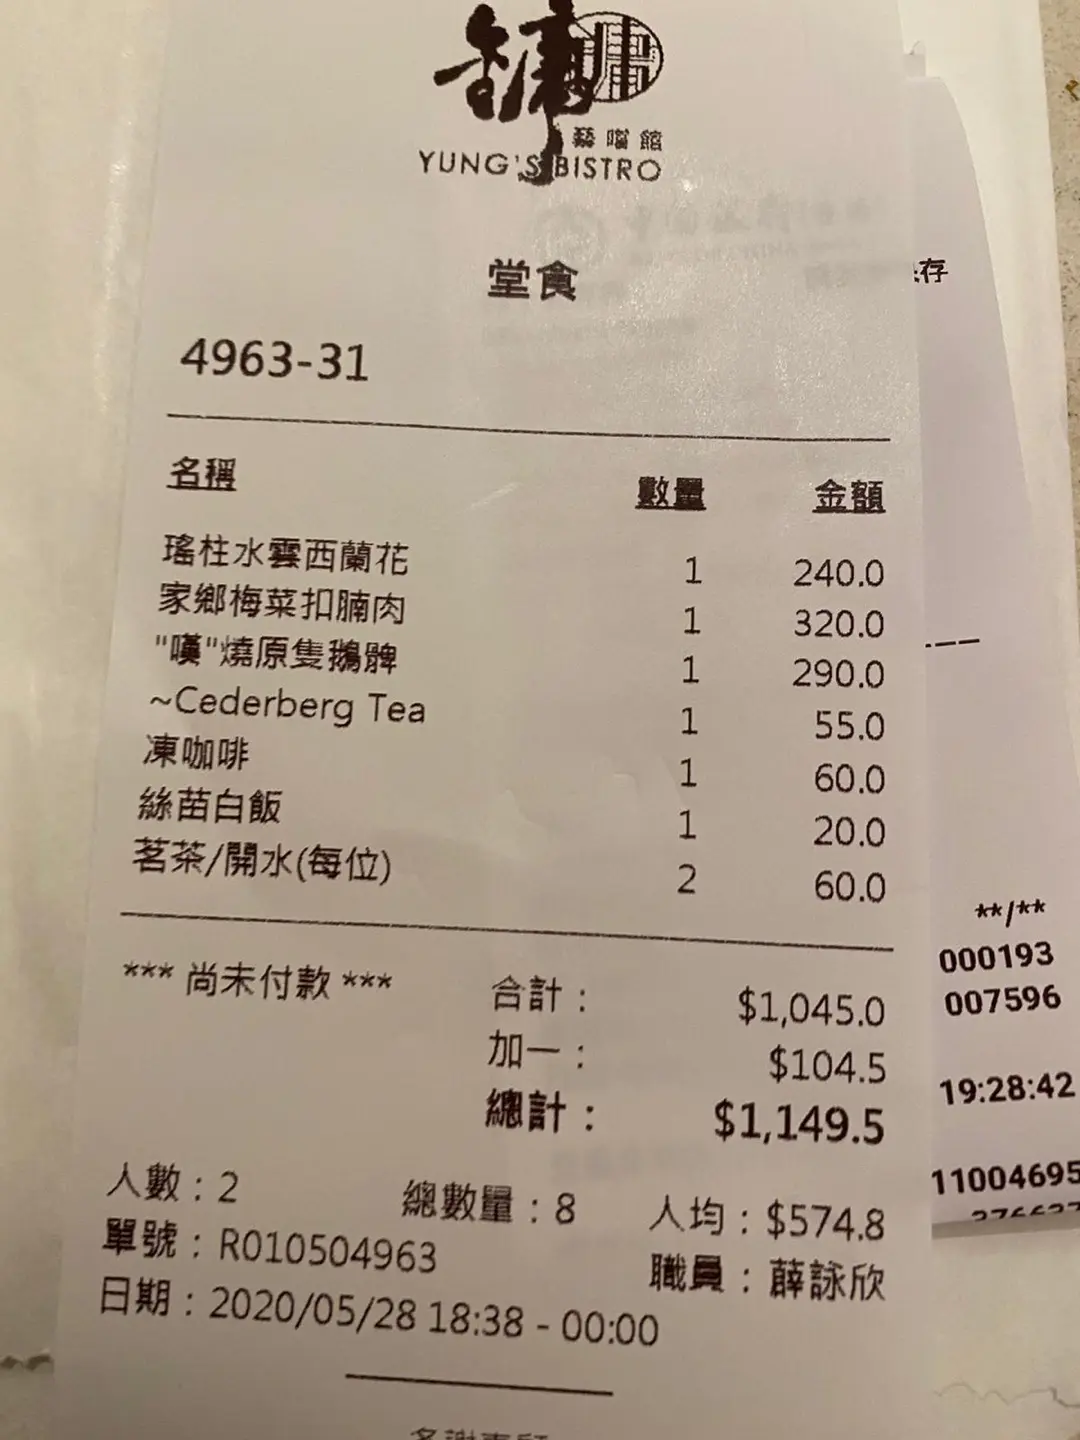 鏞
藝嚐館
YUNG'S BISTRO
堂食
4963-31
名稱 數量 金額
瑤柱水雲西蘭花 1 240.0
家鄉梅菜扣腩肉 1 320.0
"嘆"燒原隻鵝髀 1 290.0
~Cederberg Tea 1 55.0
凍咖啡 1 60.0
絲苗白飯 1 20.0
茗茶/開水(每位) 2 60.0
*** 尚未付款 *** 合計： $1,045.0
加一： $104.5
總計： $1,149.5
人數：2 總數量：8 人均：$574.8
單號：R010504963 職員：薛詠欣
日期：2020/05/28 18:38 - 00:00
存
**/**
000193
007596
19:28:42
11004695